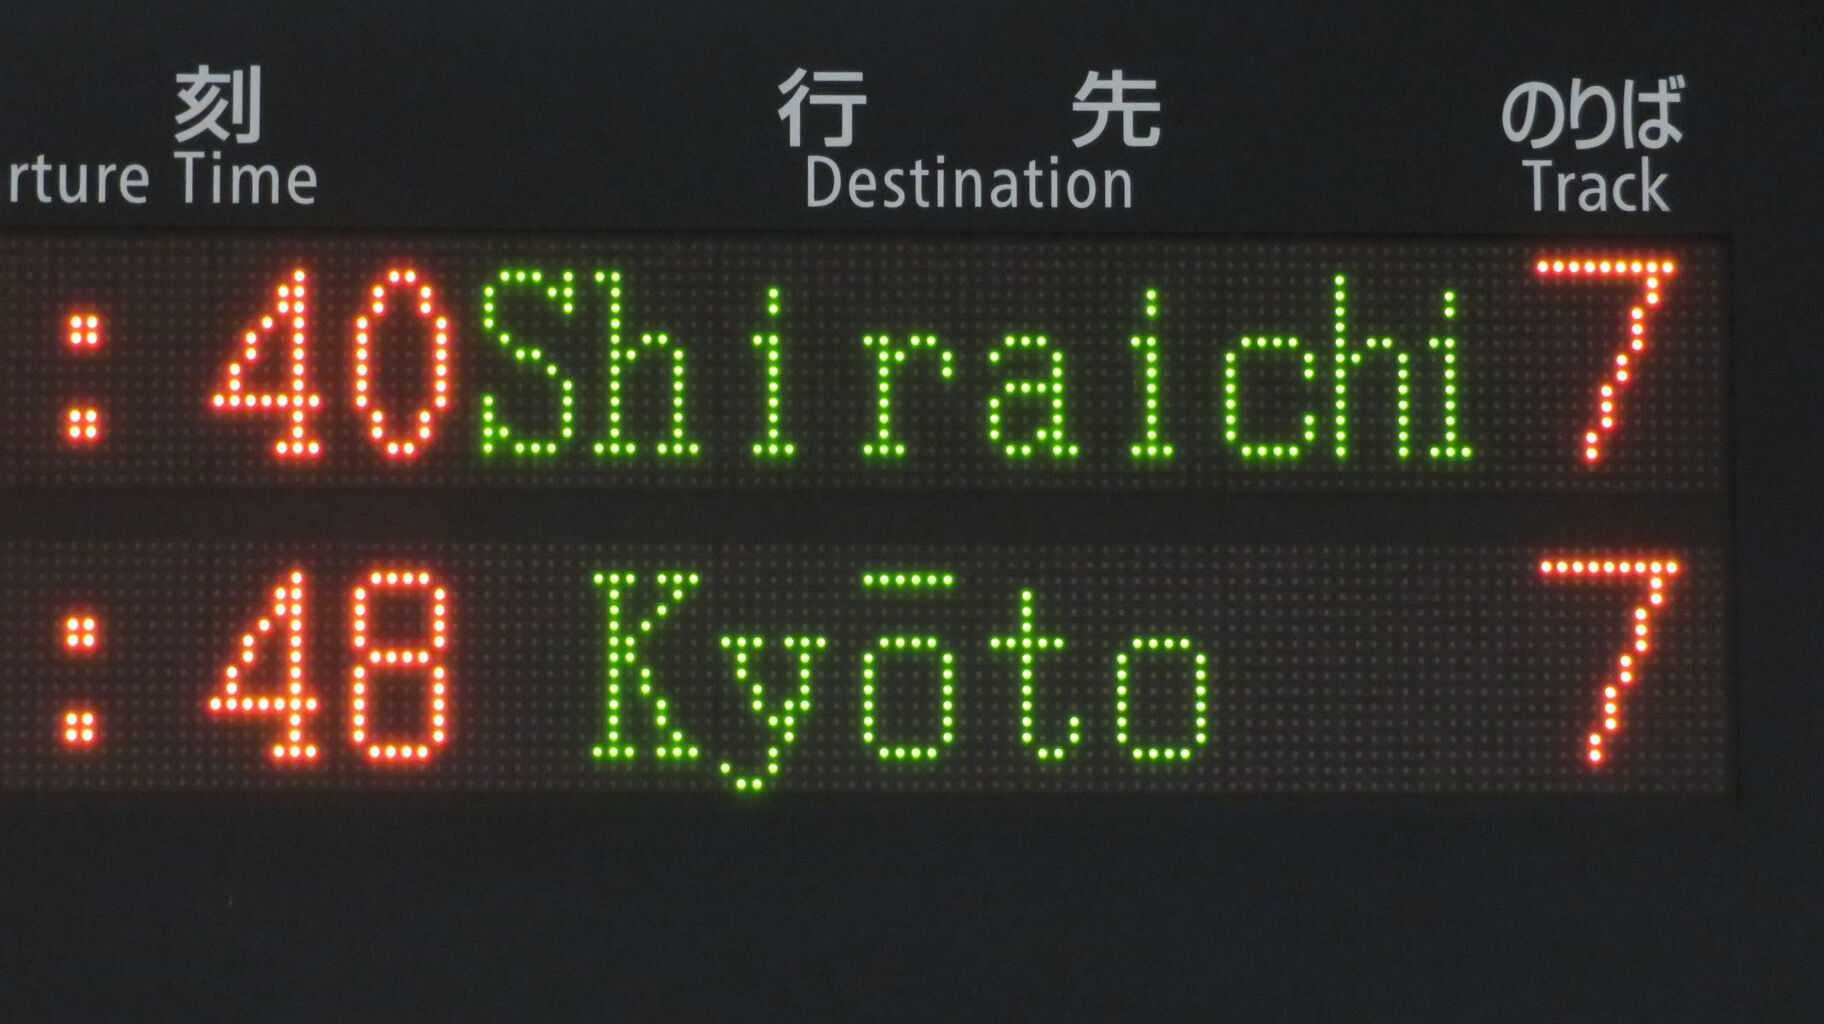 刻 行先 のりば
rture Time Destination Track
:40 Shiraichi 7
:48 Kyōto 7